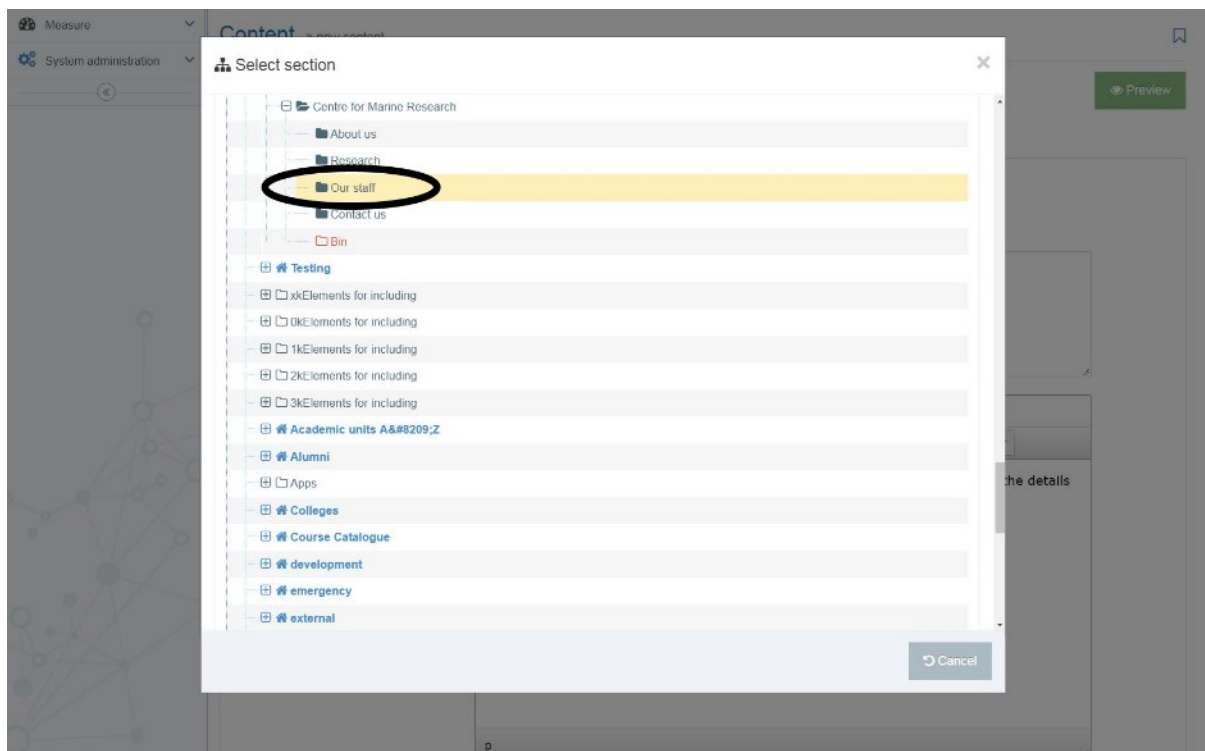 Measure
System administration
Content
Select section
Preview
Centre for Marine Research
About us
Research
Our staff
Contact us
Bin
Testing
xkElements for including
0kElements for including
1kElements for including
2kElements for including
3kElements for including
Academic units A&#8209;Z
Alumni
Apps
Colleges
Course Catalogue
development
emergency
external
the details
Cancel
p